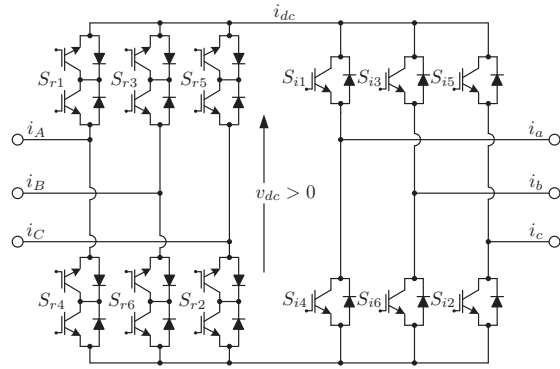 i_dc
S_r1 S_r3 S_r5 S_i1 S_i3 S_i5
i_A i_a
i_B v_dc > 0 i_b
i_C i_c
S_r4 S_r6 S_r2 S_i4 S_i6 S_i2